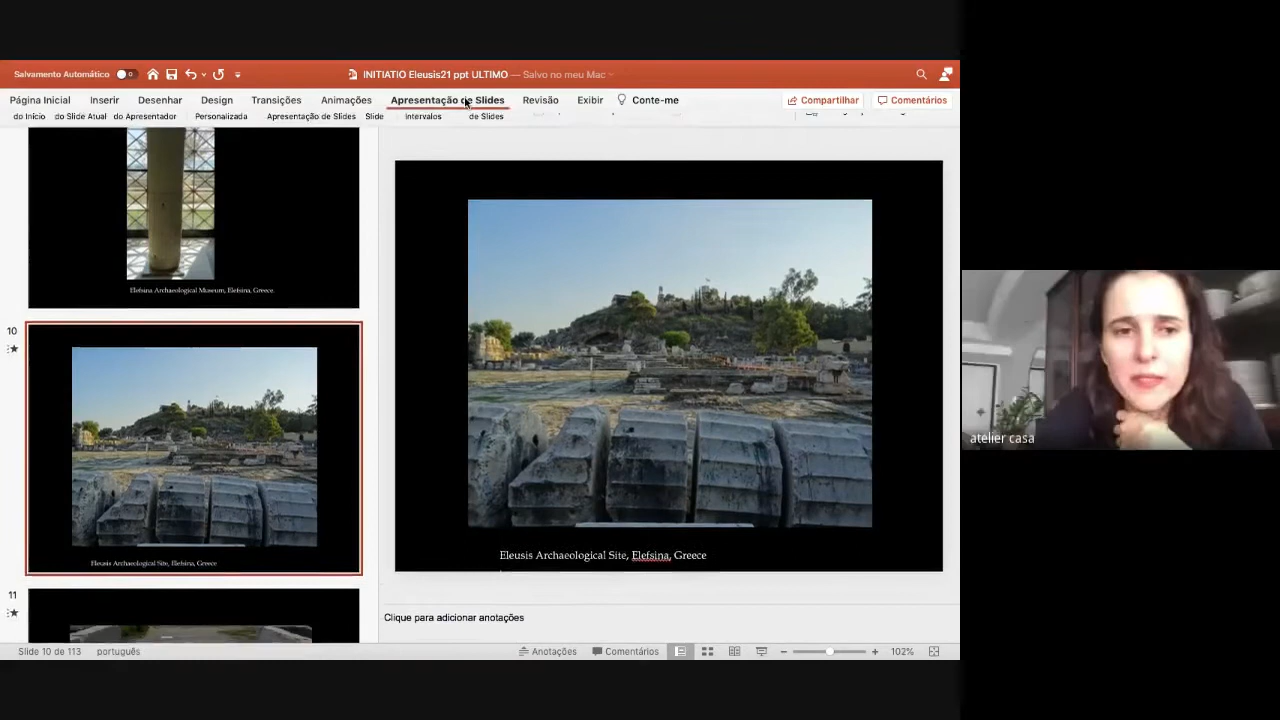 Salvamento Automático
INITIATIO Eleusis21 ppt ULTIMO — Salvo no meu Mac
Página Inicial Inserir Desenhar Design Transições Animações Apresentação de Slides Revisão Exibir Conte-me Compartilhar Comentários
do Início do Slide Atual do Apresentador Personalizada Apresentação de Slides Slide Intervalos de Slides
Elefsina Archaeological Museum, Elefsina, Greece.
10
Eleusis Archaeological Site, Elefsina, Greece
11
Eleusis Archaeological Site, Elefsina, Greece
Clique para adicionar anotações
Slide 10 de 113 português Anotações Comentários 102%
atelier casa